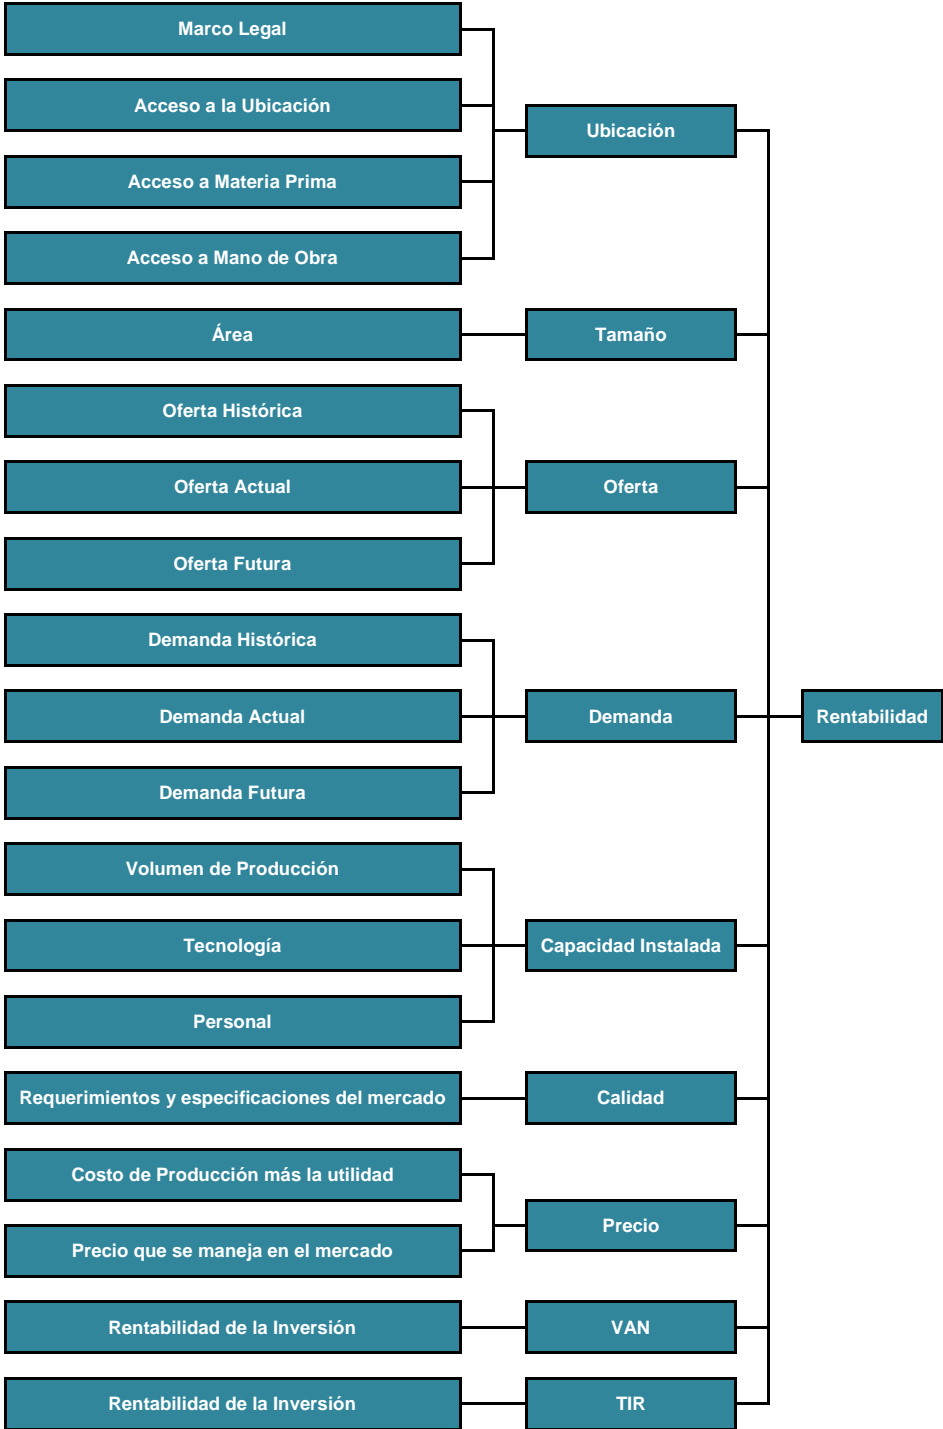 Marco Legal
Acceso a la Ubicación
Ubicación
Acceso a Materia Prima
Acceso a Mano de Obra
Área
Tamaño
Oferta Histórica
Oferta Actual
Oferta
Oferta Futura
Demanda Histórica
Demanda Actual
Demanda
Rentabilidad
Demanda Futura
Volumen de Producción
Tecnología
Capacidad Instalada
Personal
Requerimientos y especificaciones del mercado
Calidad
Costo de Producción más la utilidad
Precio
Precio que se maneja en el mercado
Rentabilidad de la Inversión
VAN
Rentabilidad de la Inversión
TIR